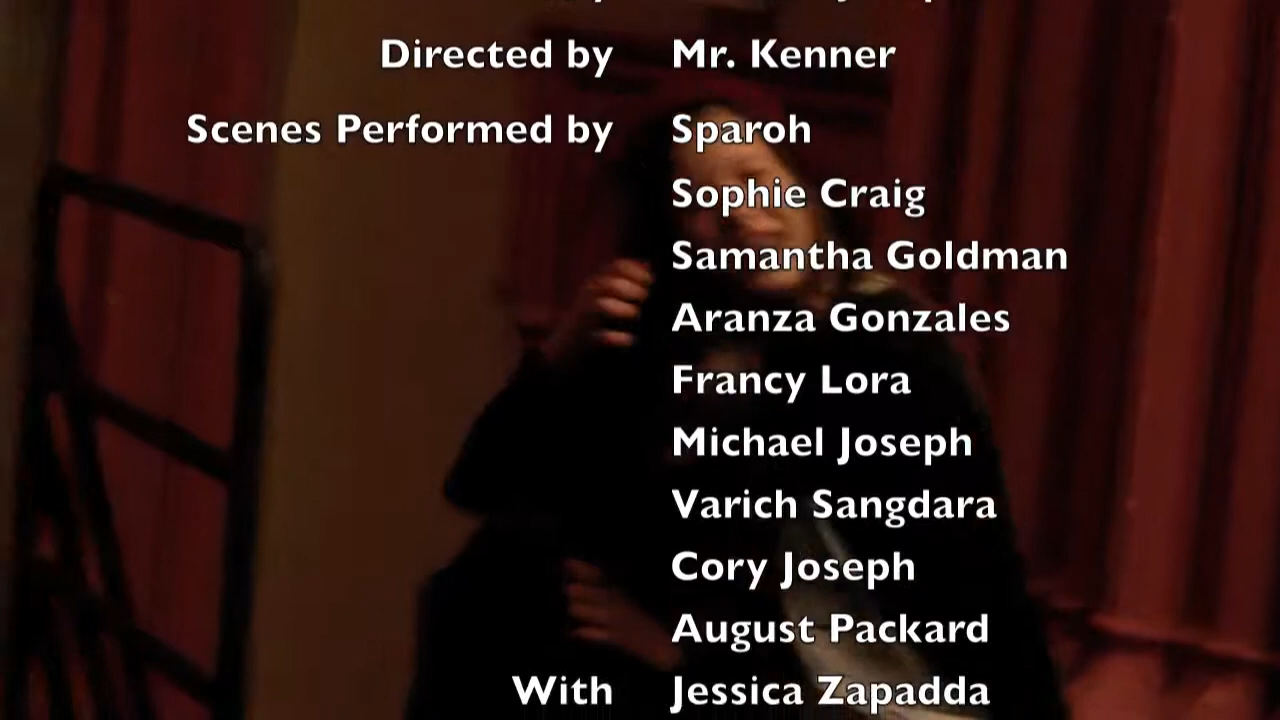 Directed by Mr. Kenner
Scenes Performed by Sparoh
Sophie Craig
Samantha Goldman
Aranza Gonzales
Francy Lora
Michael Joseph
Varich Sangdara
Cory Joseph
August Packard
With Jessica Zapadda